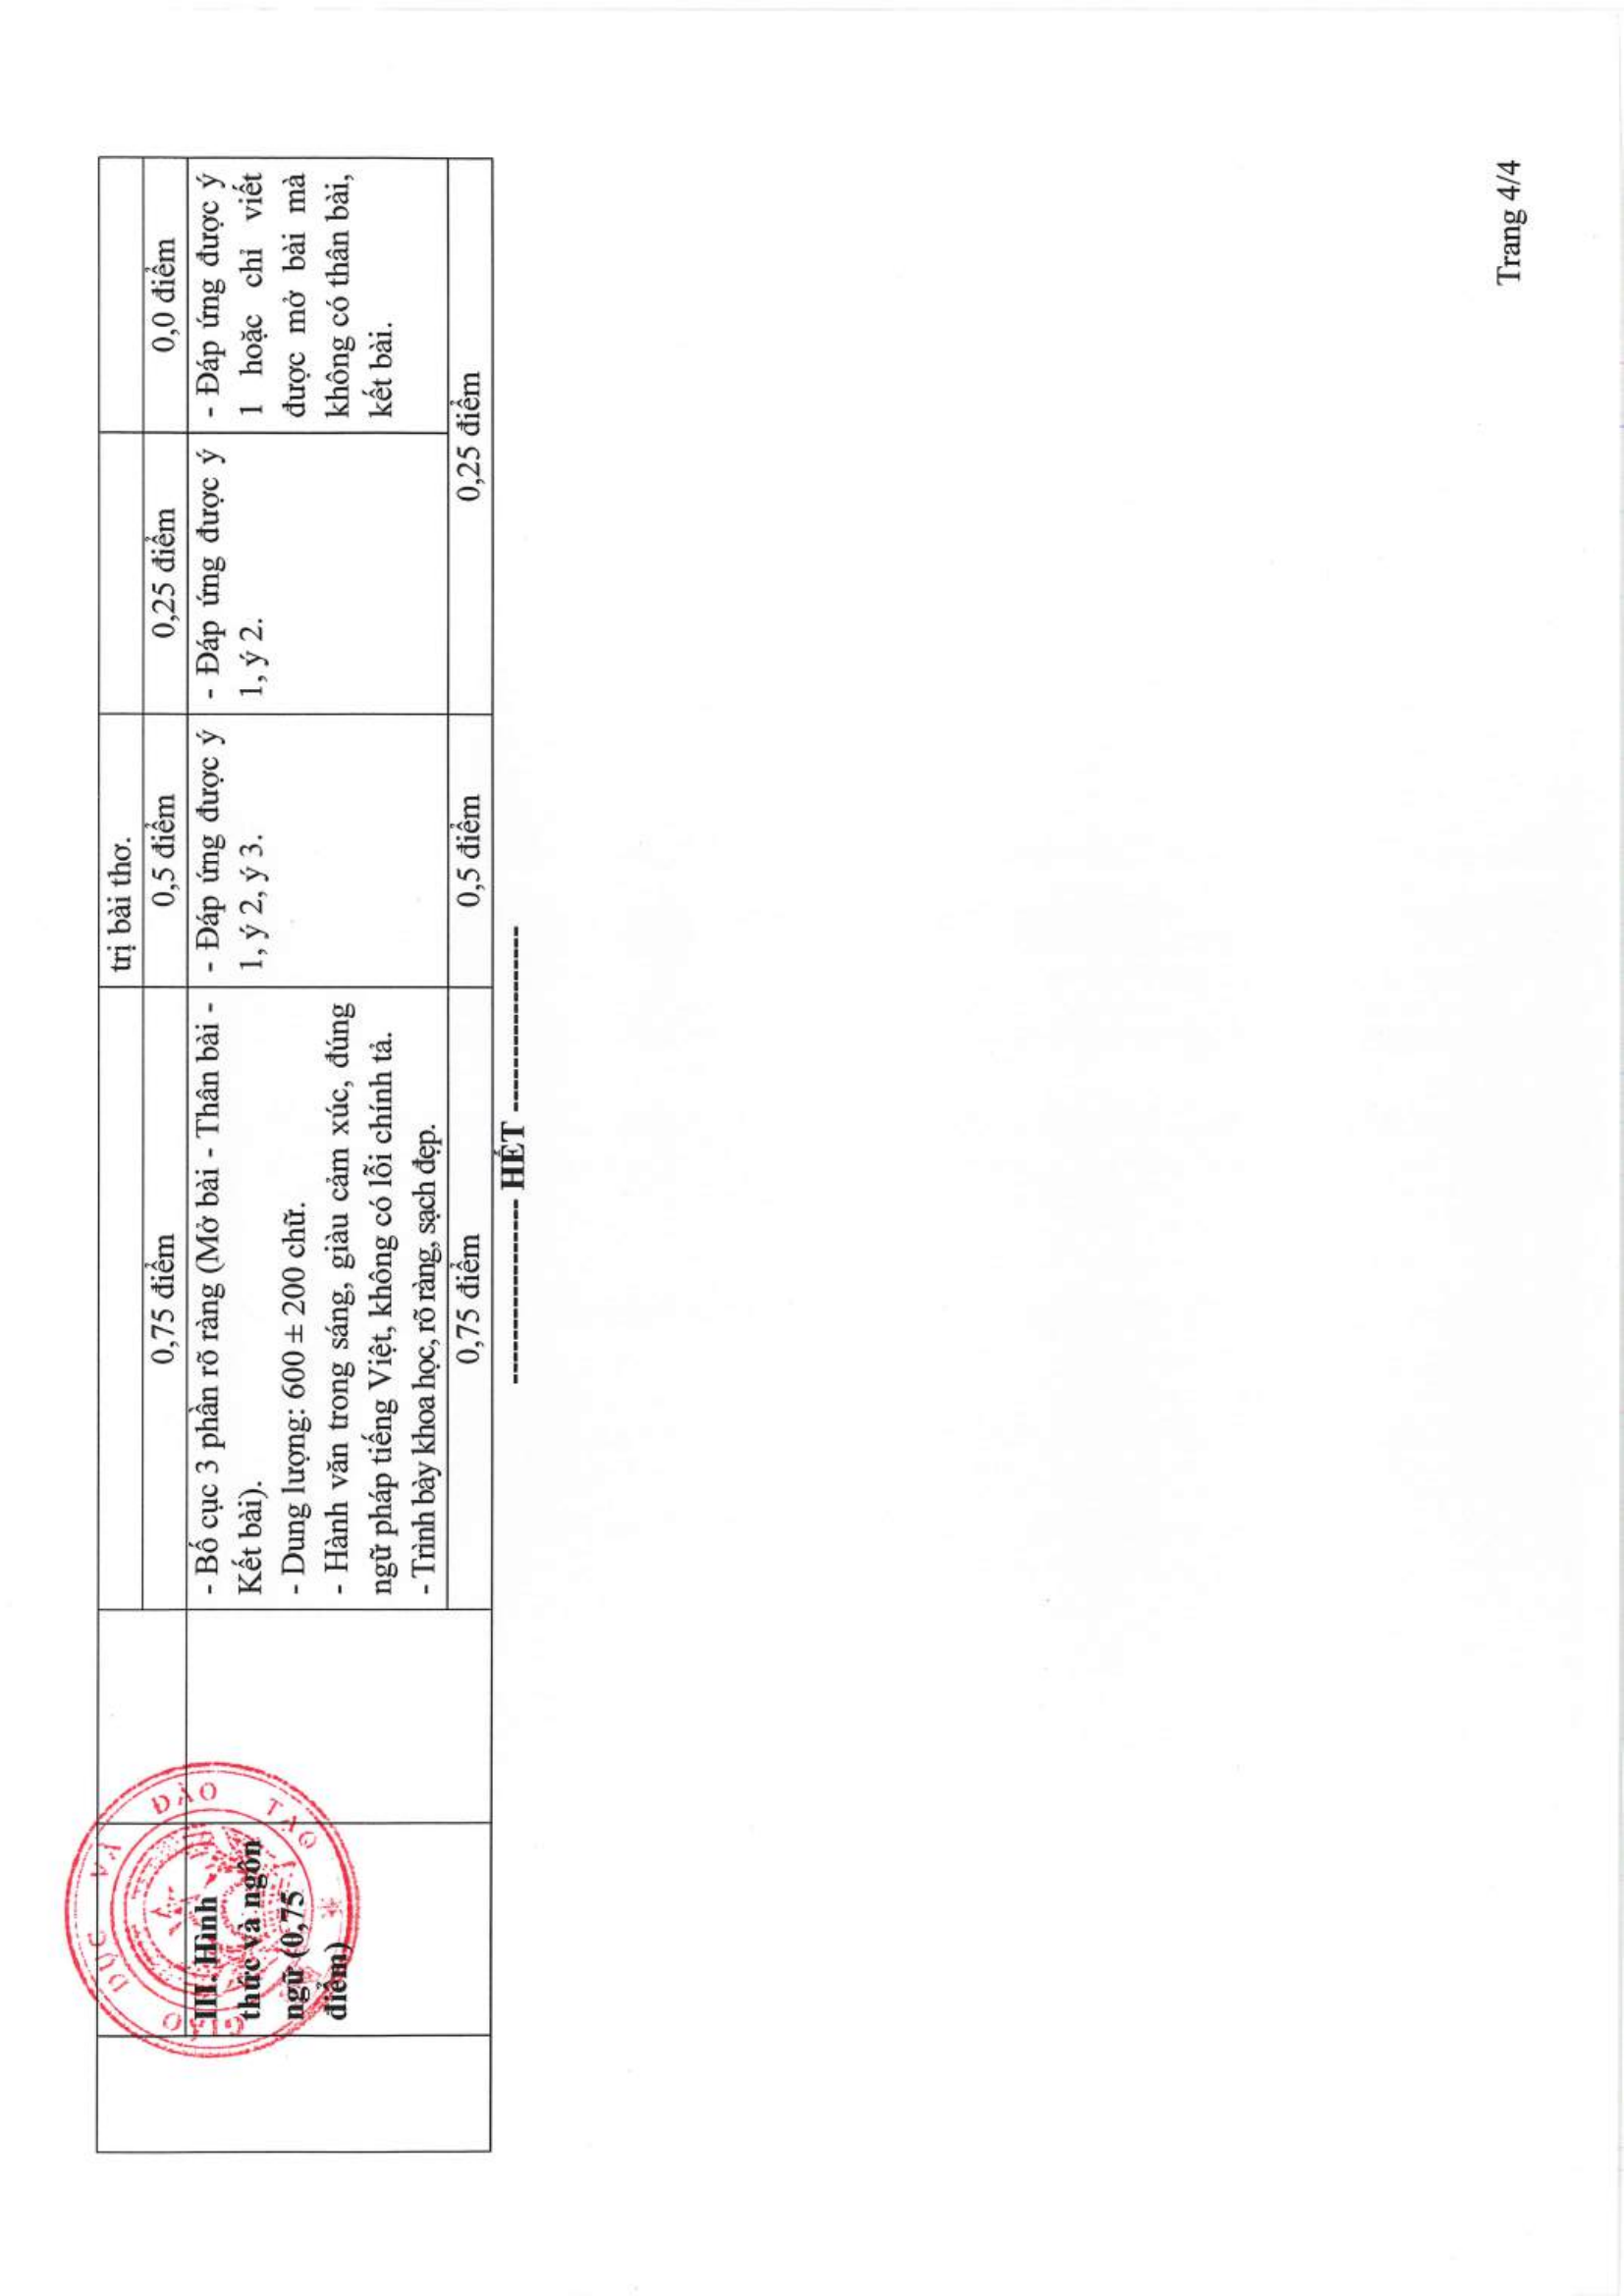 trị bài thơ.
0,75 điểm
0,5 điểm
0,25 điểm
0,0 điểm
III. Hình
thức và ngôn
ngữ (0,75
điểm)
- Bố cục 3 phần rõ ràng (Mở bài - Thân bài -
Kết bài).
- Dung lượng: 600 ± 200 chữ.
- Hành văn trong sáng, giàu cảm xúc, đúng
ngữ pháp tiếng Việt, không có lỗi chính tả.
- Trình bày khoa học, rõ ràng, sạch đẹp.
- Đáp ứng được ý
1, ý 2, ý 3.
- Đáp ứng được ý
1, ý 2.
- Đáp ứng được ý
1 hoặc chỉ viết
được mở bài mà
không có thân bài,
kết bài.
0,75 điểm
0,5 điểm
0,25 điểm
-------------------- HẾT --------------------
GIÁO DỤC VÀ ĐÀO TẠO
Trang 4/4